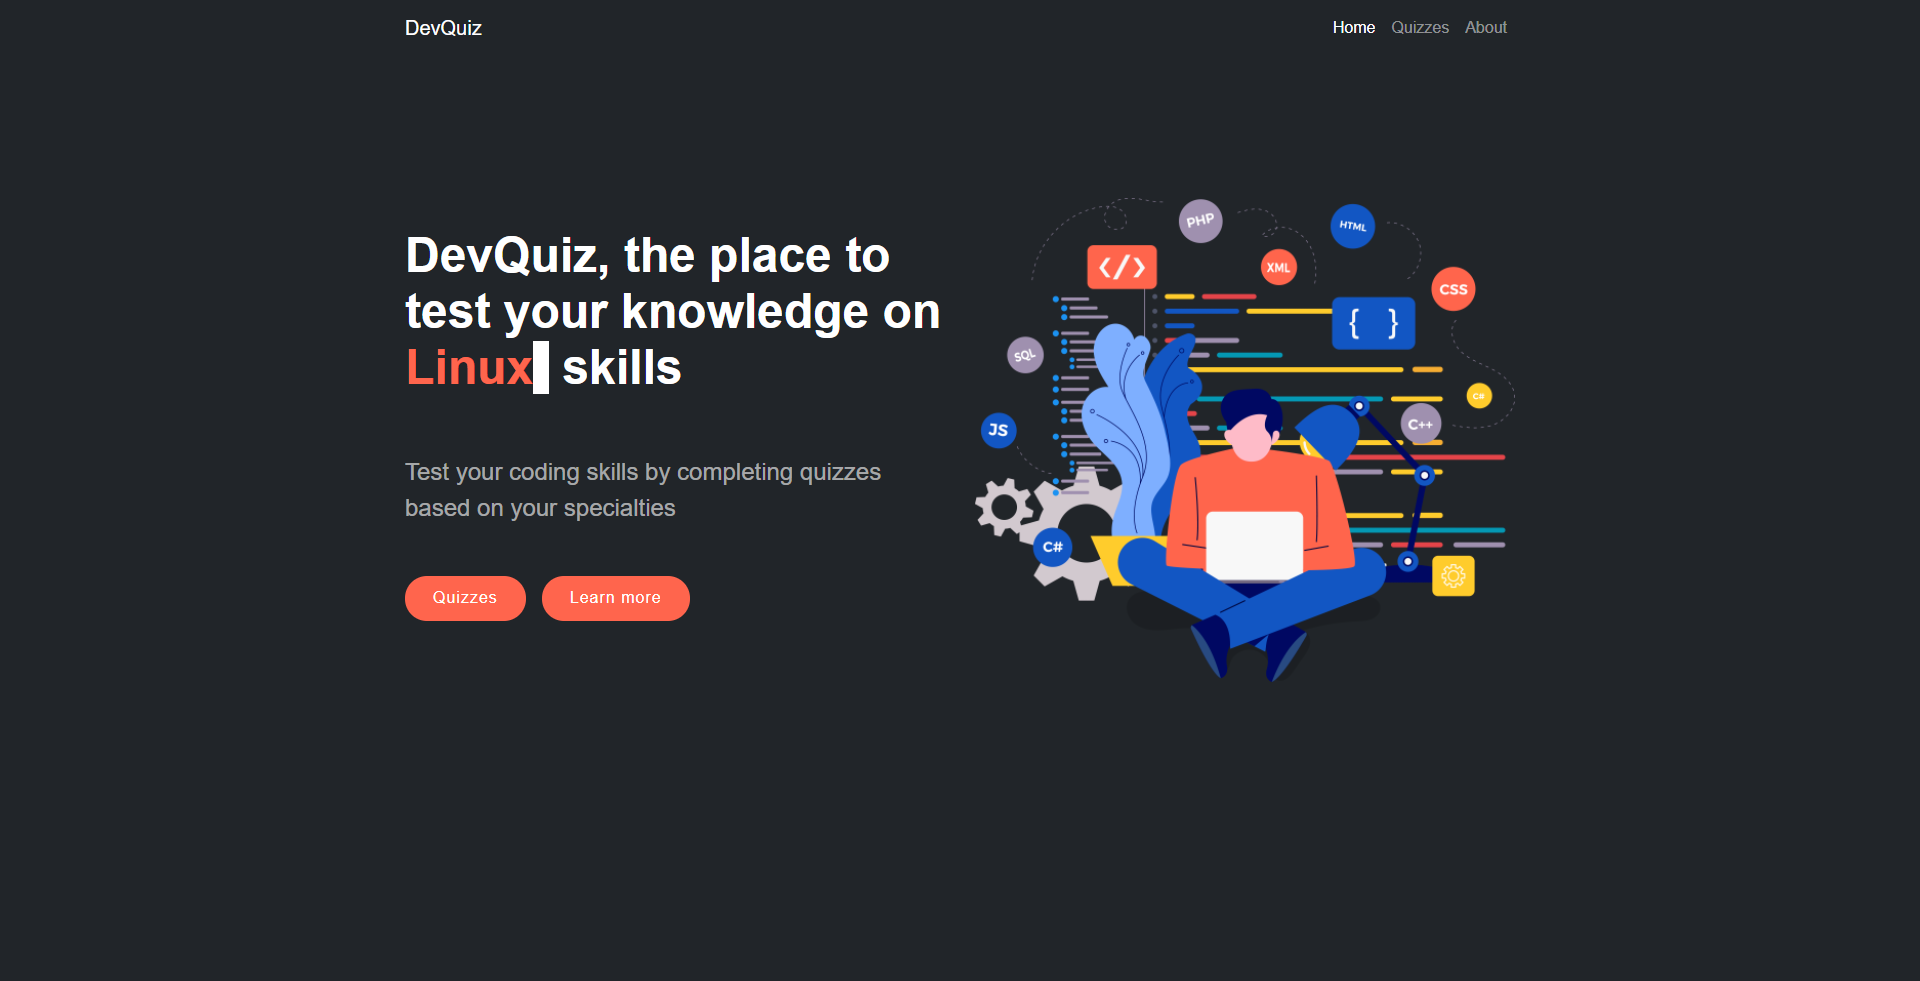 DevQuiz
Home Quizzes About
DevQuiz, the place to
test your knowledge on
Linux skills
Test your coding skills by completing quizzes
based on your specialties
Quizzes Learn more
PHP
HTML
</>
XML
CSS
{ }
SQL
C#
C++
JS
C#